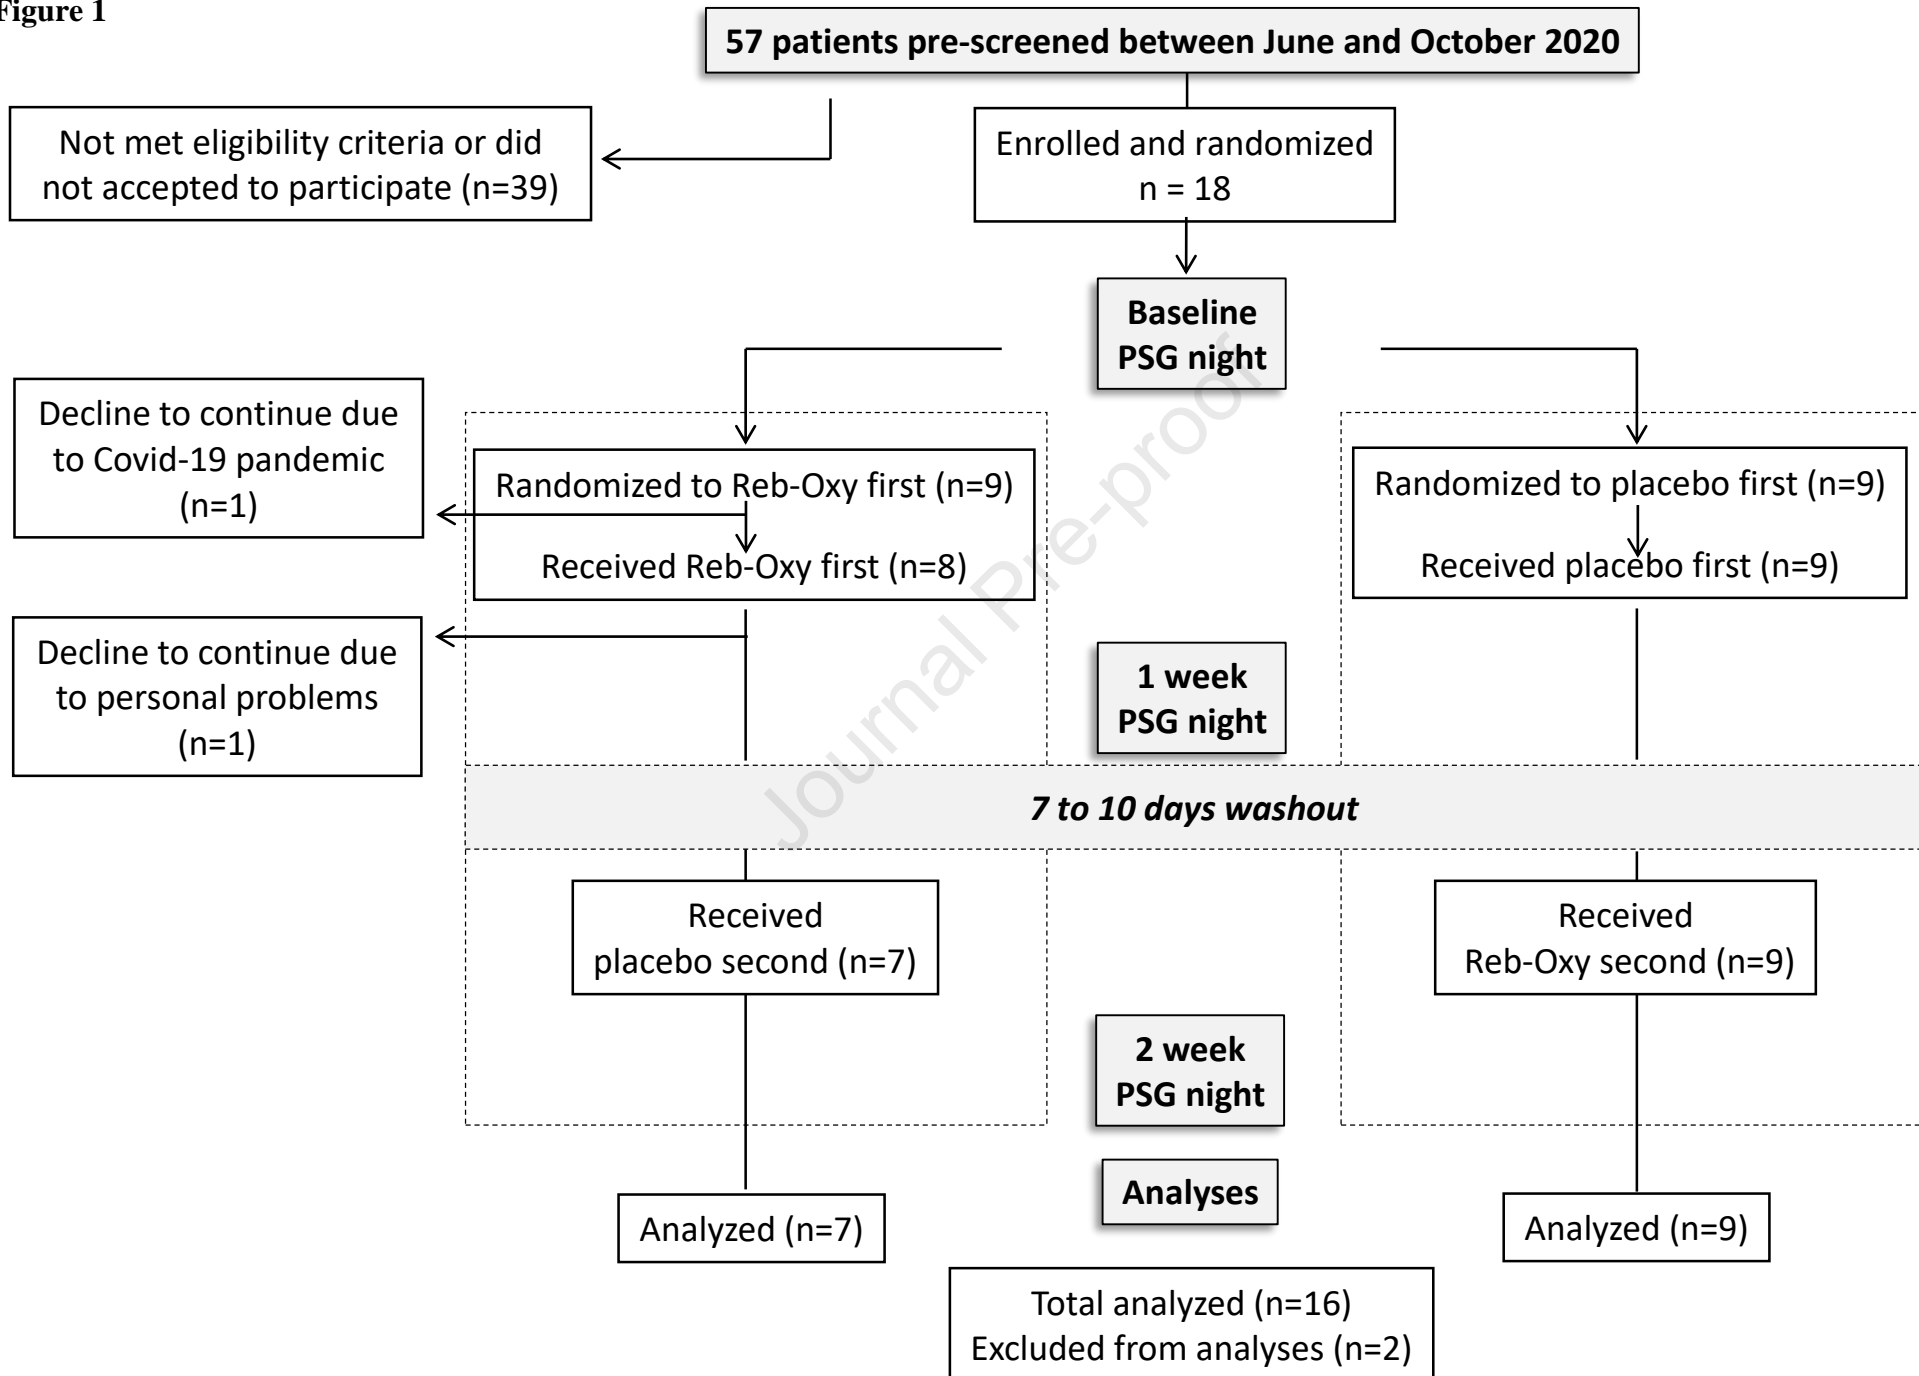 Figure 1
57 patients pre-screened between June and October 2020
Not met eligibility criteria or did
not accepted to participate (n=39)
Enrolled and randomized
n = 18
Baseline
PSG night
Decline to continue due
to Covid-19 pandemic
(n=1)
Randomized to Reb-Oxy first (n=9)
Received Reb-Oxy first (n=8)
Randomized to placebo first (n=9)
Received placebo first (n=9)
Decline to continue due
to personal problems
(n=1)
1 week
PSG night
7 to 10 days washout
Received
placebo second (n=7)
Received
Reb-Oxy second (n=9)
2 week
PSG night
Analyses
Analyzed (n=7)
Analyzed (n=9)
Total analyzed (n=16)
Excluded from analyses (n=2)
Journal Pre-proof